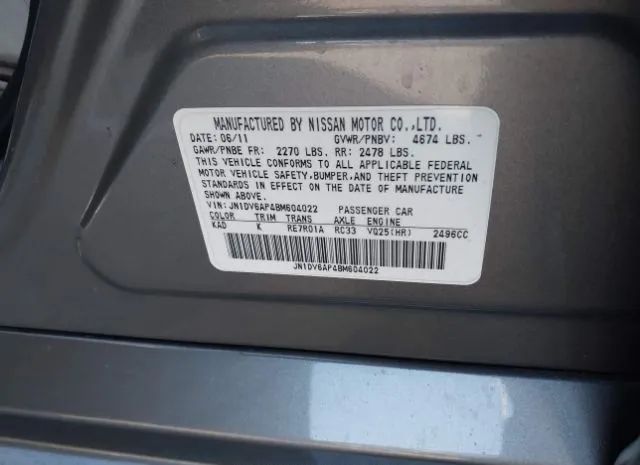 MANUFACTURED BY NISSAN MOTOR CO.,LTD.
DATE: 06/11 GVWR/PNBV: 4674 LBS.
GAWR/PNBE FR: 2270 LBS. RR: 2478 LBS.
THIS VEHICLE CONFORMS TO ALL APPLICABLE FEDERAL
MOTOR VEHICLE SAFETY, BUMPER, AND THEFT PREVENTION
STANDARDS IN EFFECT ON THE DATE OF MANUFACTURE
SHOWN ABOVE.
VIN: JN1DV6AP4BM604022 PASSENGER CAR
COLOR TRIM TRANS AXLE ENGINE
KAD K RE7R01A RC33 VQ25(HR) 2496CC
JN1DV6AP4BM604022